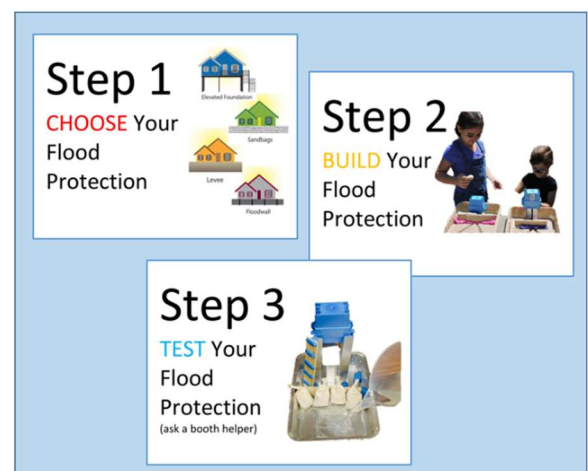 Step 1
CHOOSE Your
Flood
Protection
Elevated Foundation
Sandbags
Levee
Floodwall
Step 2
BUILD Your
Flood
Protection
Step 3
TEST Your
Flood
Protection
(ask a booth helper)